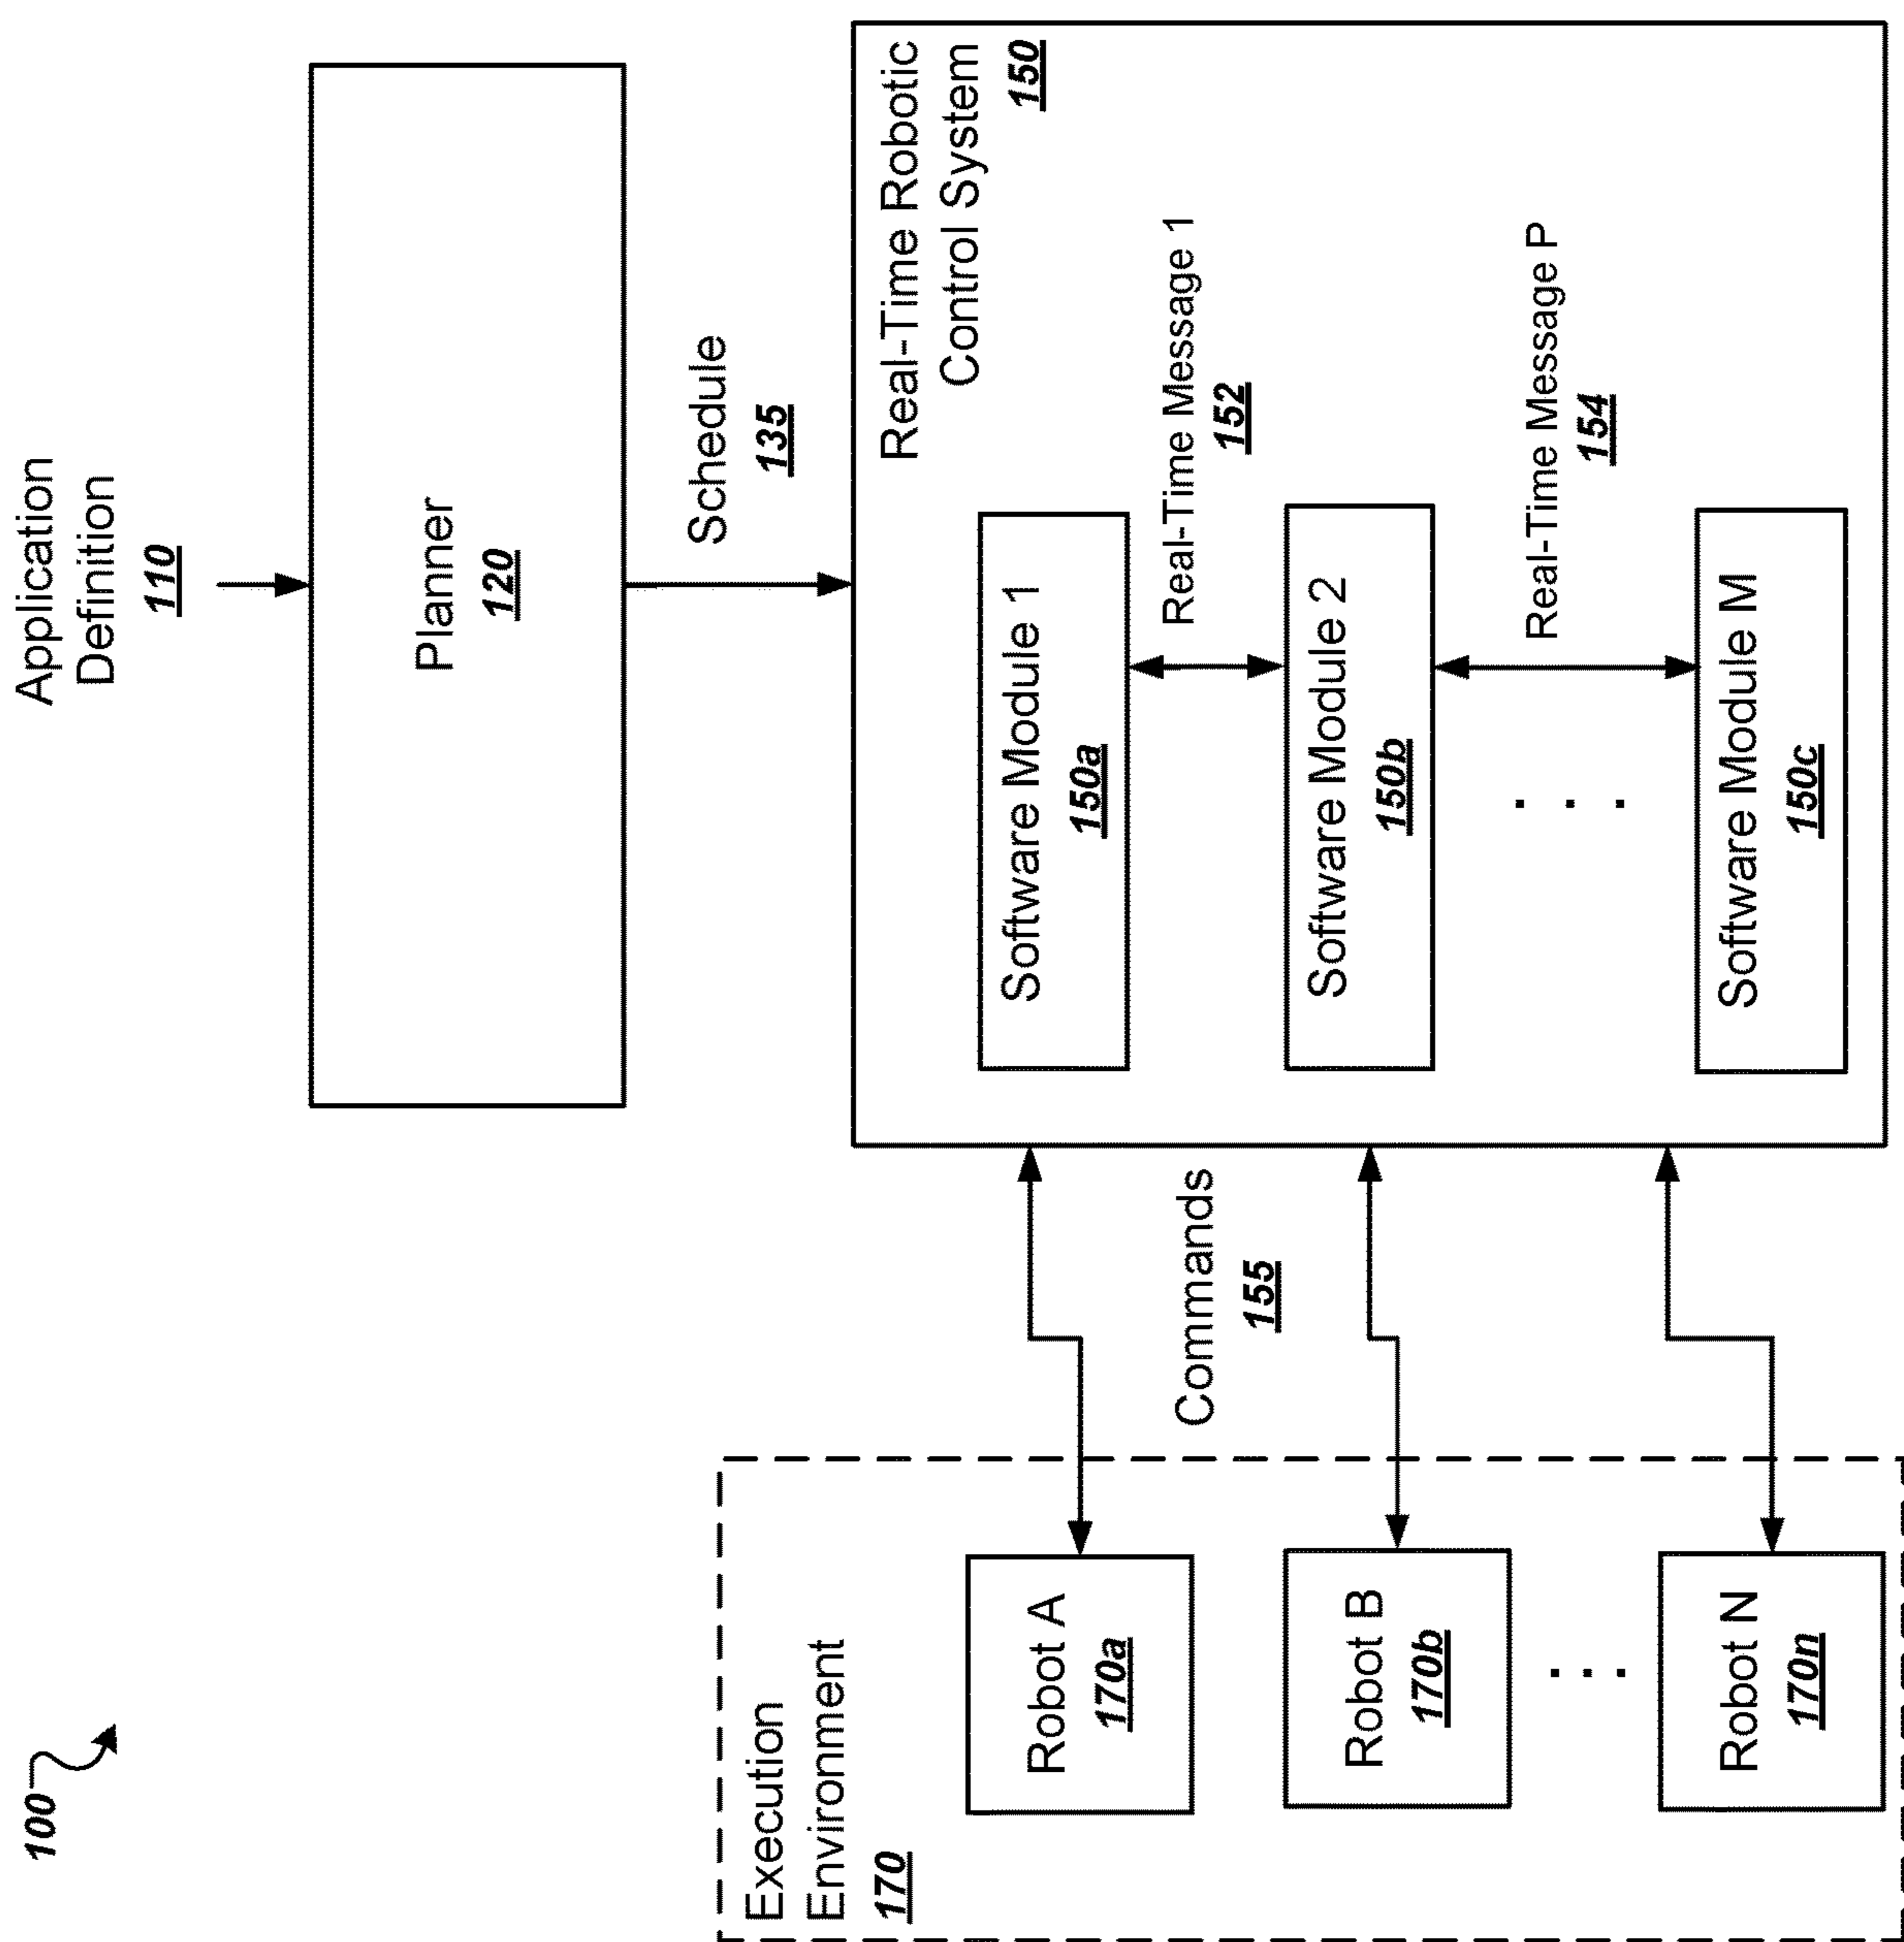 100
Application
Definition
110
Planner
120
Schedule
135
Real-Time Robotic
Control System
150
Software Module 1
150a
Real-Time Message 1
152
Software Module 2
150b
Real-Time Message P
154
. . .
Software Module M
150c
Commands
155
Execution
Environment
170
Robot A
170a
Robot B
170b
. . .
Robot N
170n